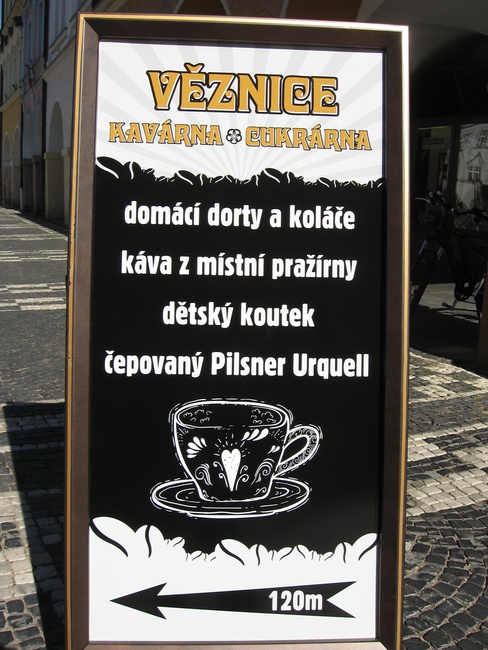 VĚZNICE
KAVÁRNA CUKRÁRNA
domácí dorty a koláče
káva z místní pražírny
dětský koutek
čepovaný Pilsner Urquell
120m